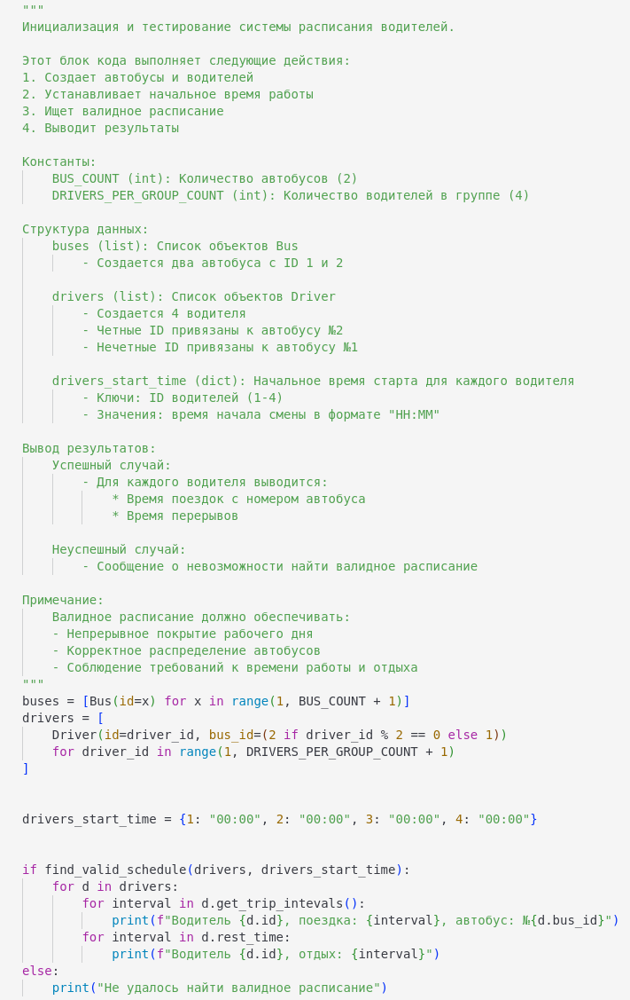 """
Инициализация и тестирование системы расписания водителей.
Этот блок кода выполняет следующие действия:
1. Создает автобусы и водителей
2. Устанавливает начальное время работы
3. Ищет валидное расписание
4. Выводит результаты
Константы:
BUS_COUNT (int): Количество автобусов (2)
DRIVERS_PER_GROUP_COUNT (int): Количество водителей в группе (4)
Структура данных:
buses (list): Список объектов Bus
- Создается два автобуса с ID 1 и 2
drivers (list): Список объектов Driver
- Создается 4 водителя
- Четные ID привязаны к автобусу №2
- Нечетные ID привязаны к автобусу №1
drivers_start_time (dict): Начальное время старта для каждого водителя
- Ключи: ID водителей (1-4)
- Значения: время начала смены в формате "HH:MM"
Вывод результатов:
Успешный случай:
- Для каждого водителя выводится:
* Время поездок с номером автобуса
* Время перерывов
Неуспешный случай:
- Сообщение о невозможности найти валидное расписание
Примечание:
Валидное расписание должно обеспечивать:
- Непрерывное покрытие рабочего дня
- Корректное распределение автобусов
- Соблюдение требований к времени работы и отдыха
"""
buses = [Bus(id=x) for x in range(1, BUS_COUNT + 1)]
drivers = [
Driver(id=driver_id, bus_id=(2 if driver_id % 2 == 0 else 1))
for driver_id in range(1, DRIVERS_PER_GROUP_COUNT + 1)
]
drivers_start_time = {1: "00:00", 2: "00:00", 3: "00:00", 4: "00:00"}
if find_valid_schedule(drivers, drivers_start_time):
for d in drivers:
for interval in d.get_trip_intevals():
print(f"Водитель {d.id}, поездка: {interval}, автобус: №{d.bus_id}")
for interval in d.rest_time:
print(f"Водитель {d.id}, отдых: {interval}")
else:
print("Не удалось найти валидное расписание")